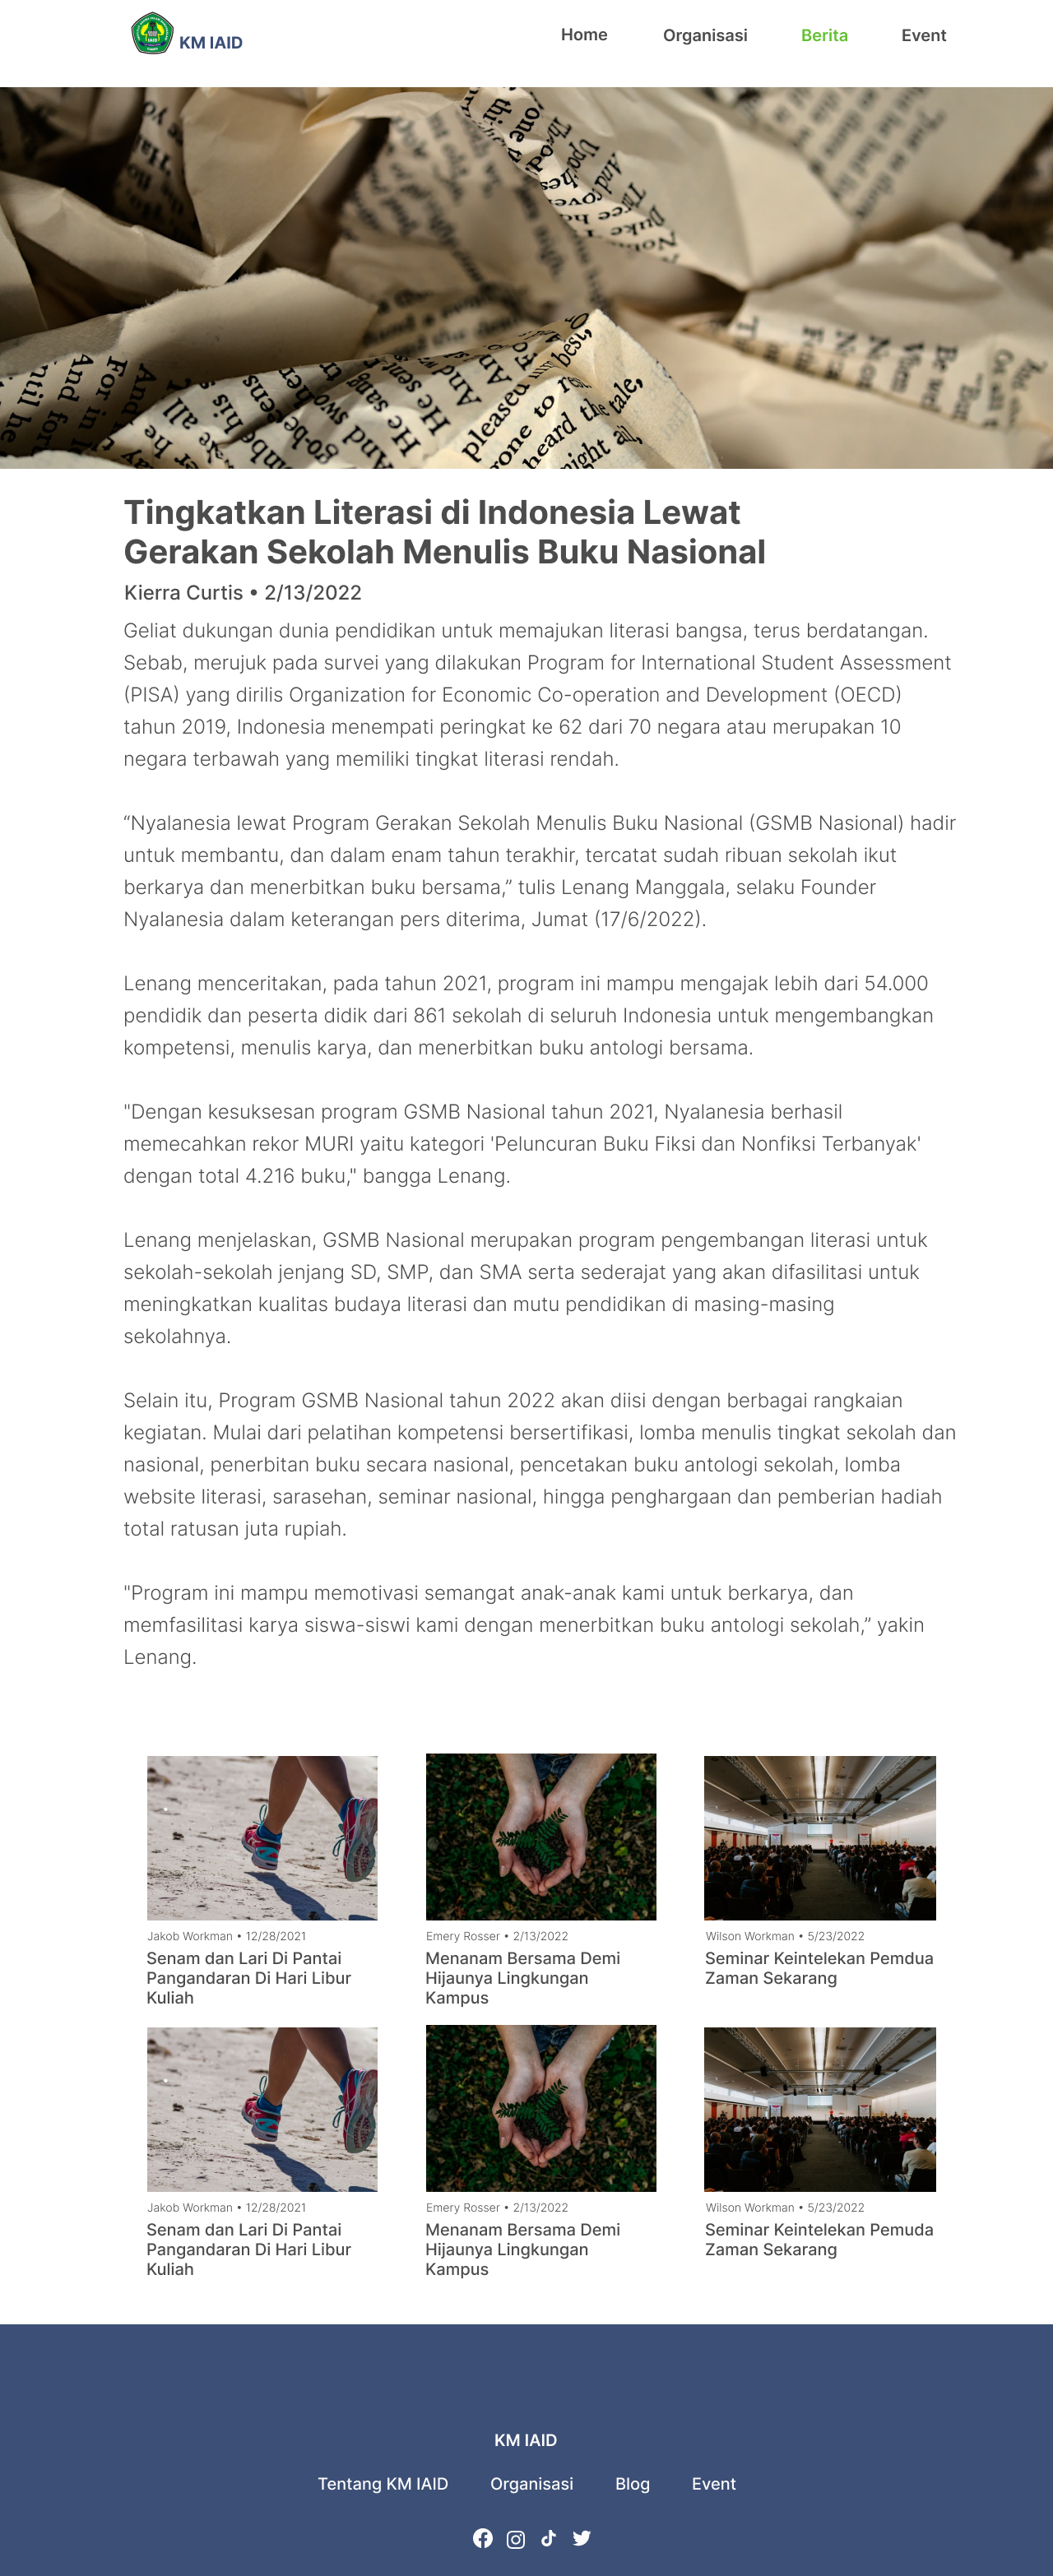 KM IAID
Home
Organisasi
Berita
Event
one
And
For in
And
he all
his
He sang
And
pleased
best,
heard the tale,
might all,
Tingkatkan Literasi di Indonesia Lewat
Gerakan Sekolah Menulis Buku Nasional
Kierra Curtis • 2/13/2022
Geliat dukungan dunia pendidikan untuk memajukan literasi bangsa, terus berdatangan.
Sebab, merujuk pada survei yang dilakukan Program for International Student Assessment
(PISA) yang dirilis Organization for Economic Co-operation and Development (OECD)
tahun 2019, Indonesia menempati peringkat ke 62 dari 70 negara atau merupakan 10
negara terbawah yang memiliki tingkat literasi rendah.
“Nyalanesia lewat Program Gerakan Sekolah Menulis Buku Nasional (GSMB Nasional) hadir
untuk membantu, dan dalam enam tahun terakhir, tercatat sudah ribuan sekolah ikut
berkarya dan menerbitkan buku bersama,” tulis Lenang Manggala, selaku Founder
Nyalanesia dalam keterangan pers diterima, Jumat (17/6/2022).
Lenang menceritakan, pada tahun 2021, program ini mampu mengajak lebih dari 54.000
pendidik dan peserta didik dari 861 sekolah di seluruh Indonesia untuk mengembangkan
kompetensi, menulis karya, dan menerbitkan buku antologi bersama.
"Dengan kesuksesan program GSMB Nasional tahun 2021, Nyalanesia berhasil
memecahkan rekor MURI yaitu kategori 'Peluncuran Buku Fiksi dan Nonfiksi Terbanyak'
dengan total 4.216 buku," bangga Lenang.
Lenang menjelaskan, GSMB Nasional merupakan program pengembangan literasi untuk
sekolah-sekolah jenjang SD, SMP, dan SMA serta sederajat yang akan difasilitasi untuk
meningkatkan kualitas budaya literasi dan mutu pendidikan di masing-masing
sekolahnya.
Selain itu, Program GSMB Nasional tahun 2022 akan diisi dengan berbagai rangkaian
kegiatan. Mulai dari pelatihan kompetensi bersertifikasi, lomba menulis tingkat sekolah dan
nasional, penerbitan buku secara nasional, pencetakan buku antologi sekolah, lomba
website literasi, sarasehan, seminar nasional, hingga penghargaan dan pemberian hadiah
total ratusan juta rupiah.
"Program ini mampu memotivasi semangat anak-anak kami untuk berkarya, dan
memfasilitasi karya siswa-siswi kami dengan menerbitkan buku antologi sekolah,” yakin
Lenang.
Jakob Workman • 12/28/2021
Senam dan Lari Di Pantai
Pangandaran Di Hari Libur
Kuliah
Emery Rosser • 2/13/2022
Menanam Bersama Demi
Hijaunya Lingkungan
Kampus
Wilson Workman • 5/23/2022
Seminar Keintelekan Pemdua
Zaman Sekarang
Jakob Workman • 12/28/2021
Senam dan Lari Di Pantai
Pangandaran Di Hari Libur
Kuliah
Emery Rosser • 2/13/2022
Menanam Bersama Demi
Hijaunya Lingkungan
Kampus
Wilson Workman • 5/23/2022
Seminar Keintelekan Pemuda
Zaman Sekarang
KM IAID
Tentang KM IAID
Organisasi
Blog
Event